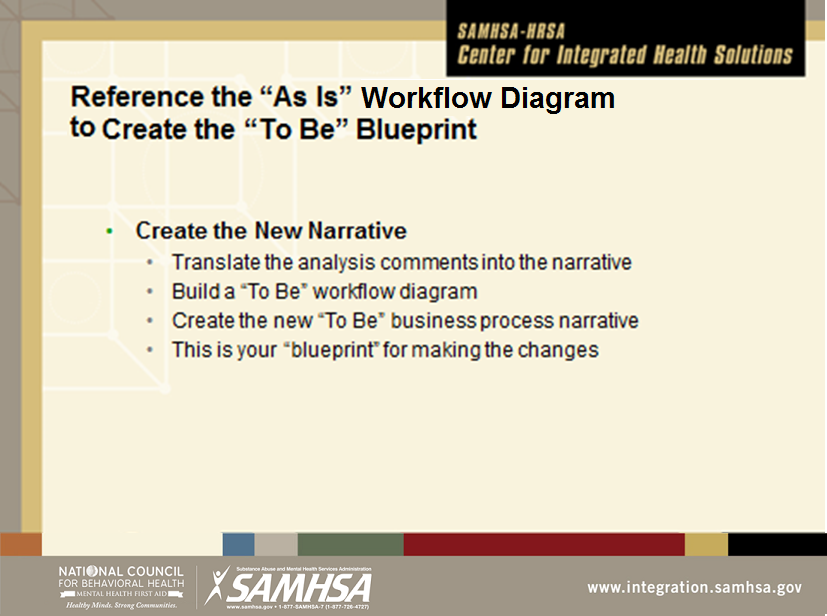 SAMHSA-HRSA
Center for Integrated Health Solutions
Reference the “As Is” Workflow Diagram
to Create the “To Be” Blueprint
• Create the New Narrative
• Translate the analysis comments into the narrative
• Build a “To Be” workflow diagram
• Create the new “To Be” business process narrative
• This is your “blueprint” for making the changes
NATIONAL COUNCIL
FOR BEHAVIORAL HEALTH
MENTAL HEALTH FIRST AID
Healthy Minds. Strong Communities.
Substance Abuse and Mental Health Services Administration
SAMHSA
www.samhsa.gov • 1-877-SAMHSA-7 (1-877-726-4727)
www.integration.samhsa.gov